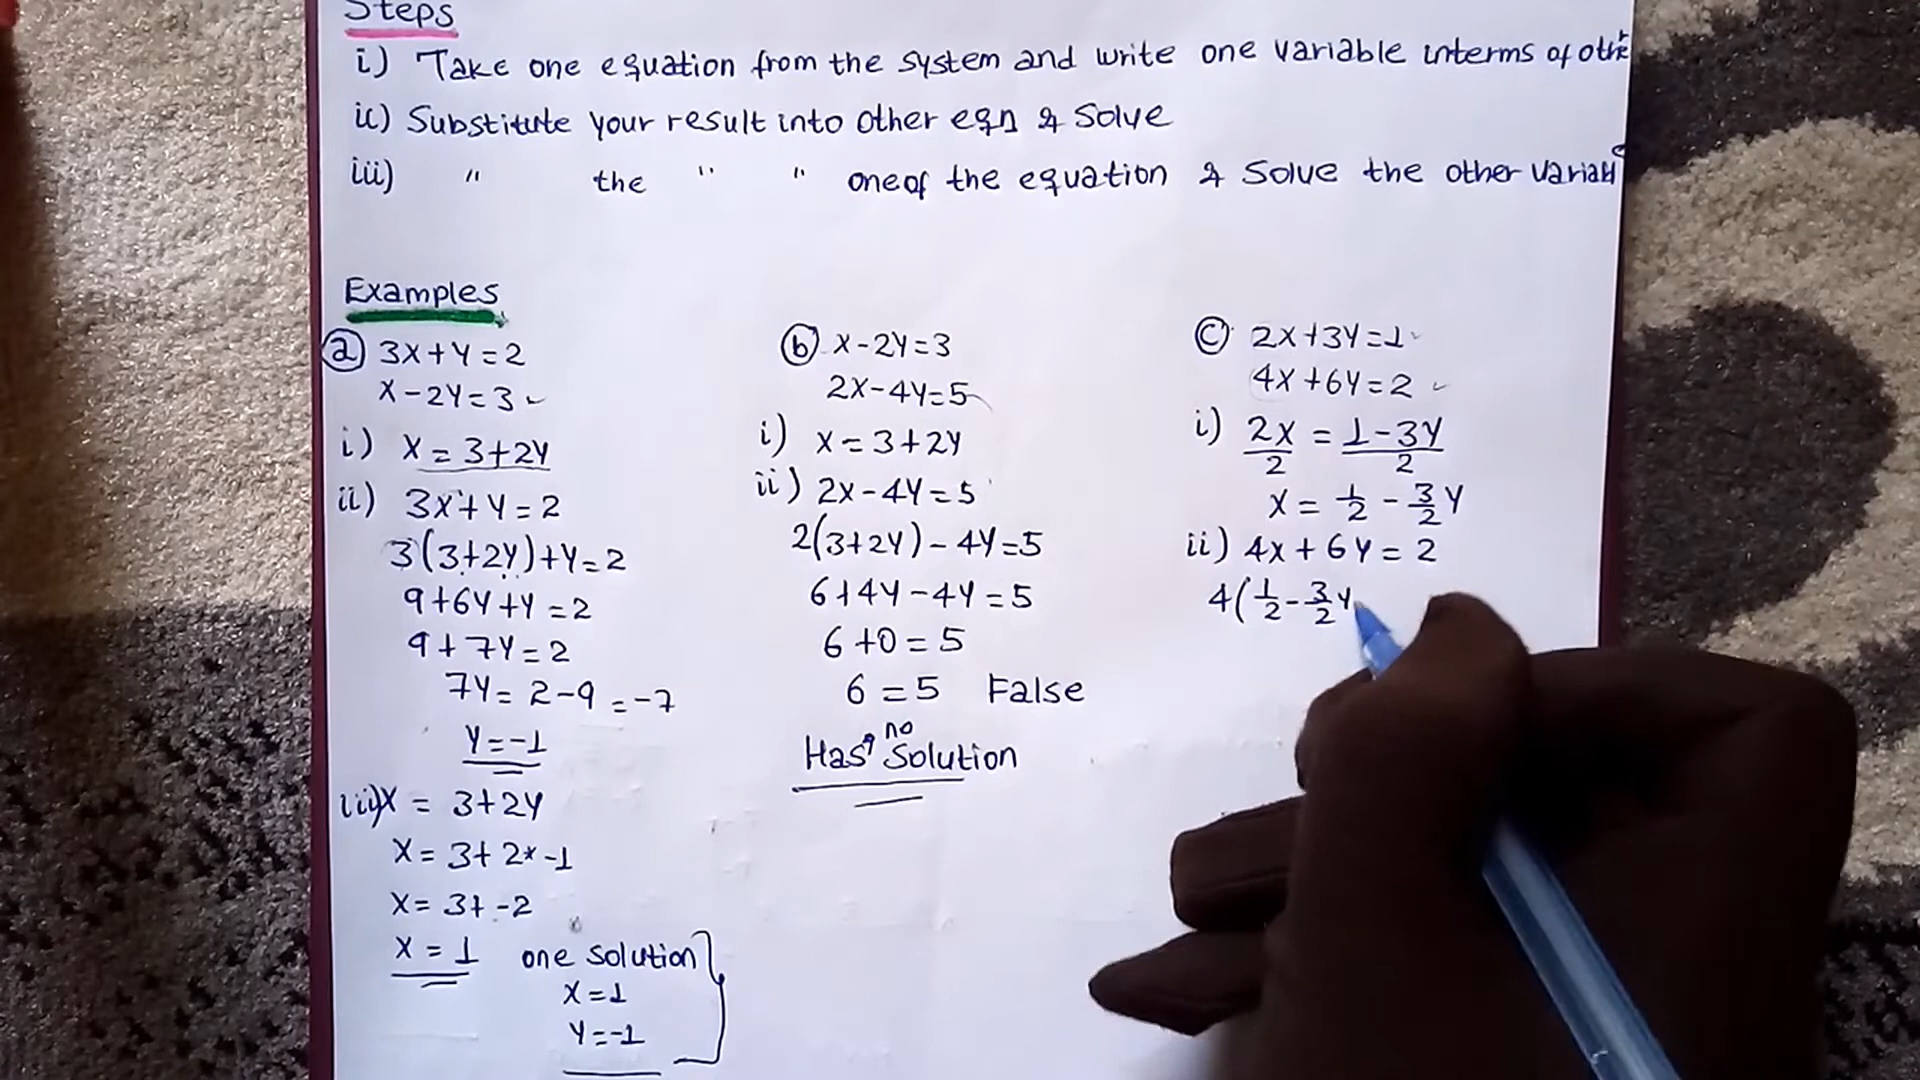 Steps
i) Take one equation from the system and write one variable interms of
ii) Substitute your result into other eqn & Solve
iii) " the " " one of the equation & Solve the other
Examples
a) 3x+y=2
x-2y=3
i) x=3+2y
ii) 3x+y=2
3(3+2y)+y=2
9+6y+y=2
9+7y=2
7y=2-9=-7
y=-1
iii) x=3+2y
x=3+2*-1
x=3+-2
x=1 one solution
x=1
y=-1
b) x-2y=3
2x-4y=5
i) x=3+2y
ii) 2x-4y=5
2(3+2y)-4y=5
6+4y-4y=5
6+0=5
6=5 False
Has no Solution
c) 2x+3y=1
4x+6y=2
i) 2x/2 = 1-3y/2
x = 1/2 - 3/2 y
ii) 4x+6y=2
4(1/2-3/2 y